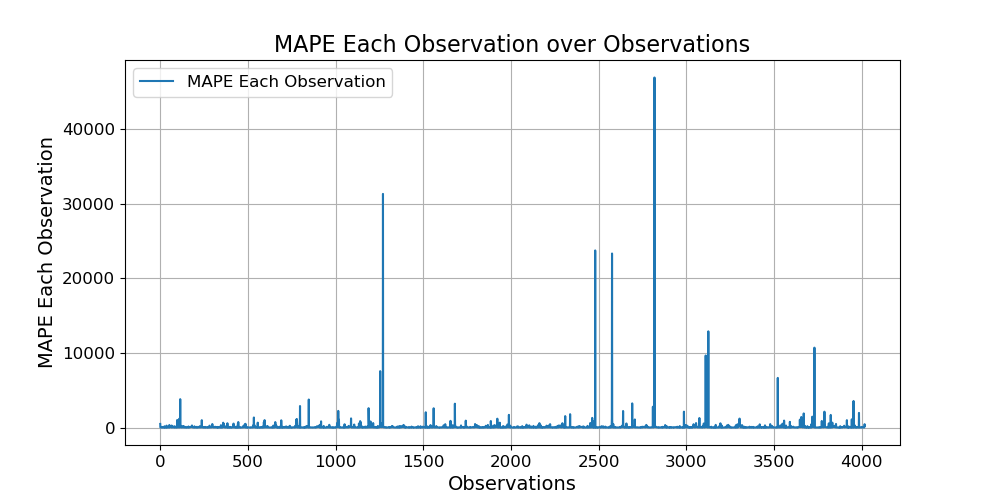 MAPE Each Observation over Observations
MAPE Each Observation
MAPE Each Observation
40000
30000
20000
10000
0
0 500 1000 1500 2000 2500 3000 3500 4000
Observations